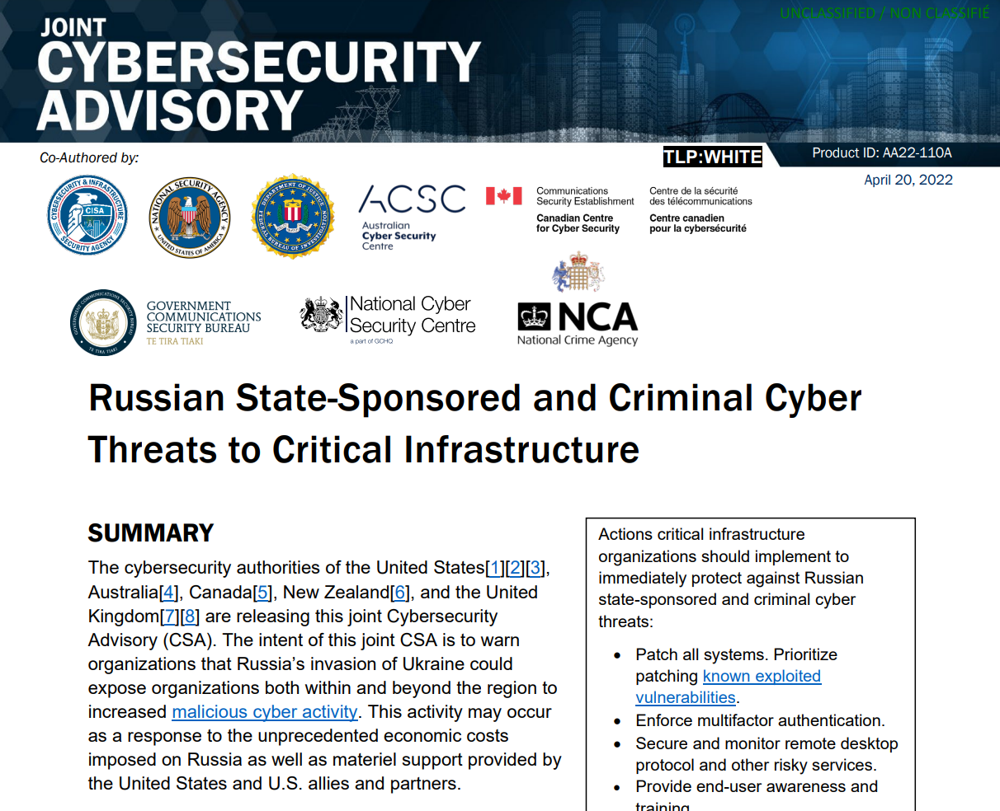 UNCLASSIFIED / NON CLASSIFIÉ
JOINT
CYBERSECURITY
ADVISORY
Co-Authored by:
TLP:WHITE
Product ID: AA22-110A
April 20, 2022
CYBERSECURITY & INFRASTRUCTURE
CISA
SECURITY AGENCY
NATIONAL SECURITY AGENCY
UNITED STATES OF AMERICA
DEPARTMENT OF JUSTICE
FEDERAL BUREAU OF INVESTIGATION
ACSC
Australian
Cyber Security
Centre
Communications
Security Establishment
Canadian Centre
for Cyber Security
Centre de la sécurité
des télécommunications
Centre canadien
pour la cybersécurité
GOVERNMENT COMMUNICATIONS SECURITY BUREAU
TE TIRA TIAKI
GOVERNMENT
COMMUNICATIONS
SECURITY BUREAU
TE TIRA TIAKI
National Cyber
Security Centre
a part of GCHQ
NCA
National Crime Agency
Russian State-Sponsored and Criminal Cyber
Threats to Critical Infrastructure
SUMMARY
The cybersecurity authorities of the United States[1][2][3],
Australia[4], Canada[5], New Zealand[6], and the United
Kingdom[7][8] are releasing this joint Cybersecurity
Advisory (CSA). The intent of this joint CSA is to warn
organizations that Russia’s invasion of Ukraine could
expose organizations both within and beyond the region to
increased malicious cyber activity. This activity may occur
as a response to the unprecedented economic costs
imposed on Russia as well as materiel support provided by
the United States and U.S. allies and partners.
Actions critical infrastructure
organizations should implement to
immediately protect against Russian
state-sponsored and criminal cyber
threats:
• Patch all systems. Prioritize
patching known exploited
vulnerabilities.
• Enforce multifactor authentication.
• Secure and monitor remote desktop
protocol and other risky services.
• Provide end-user awareness and
training